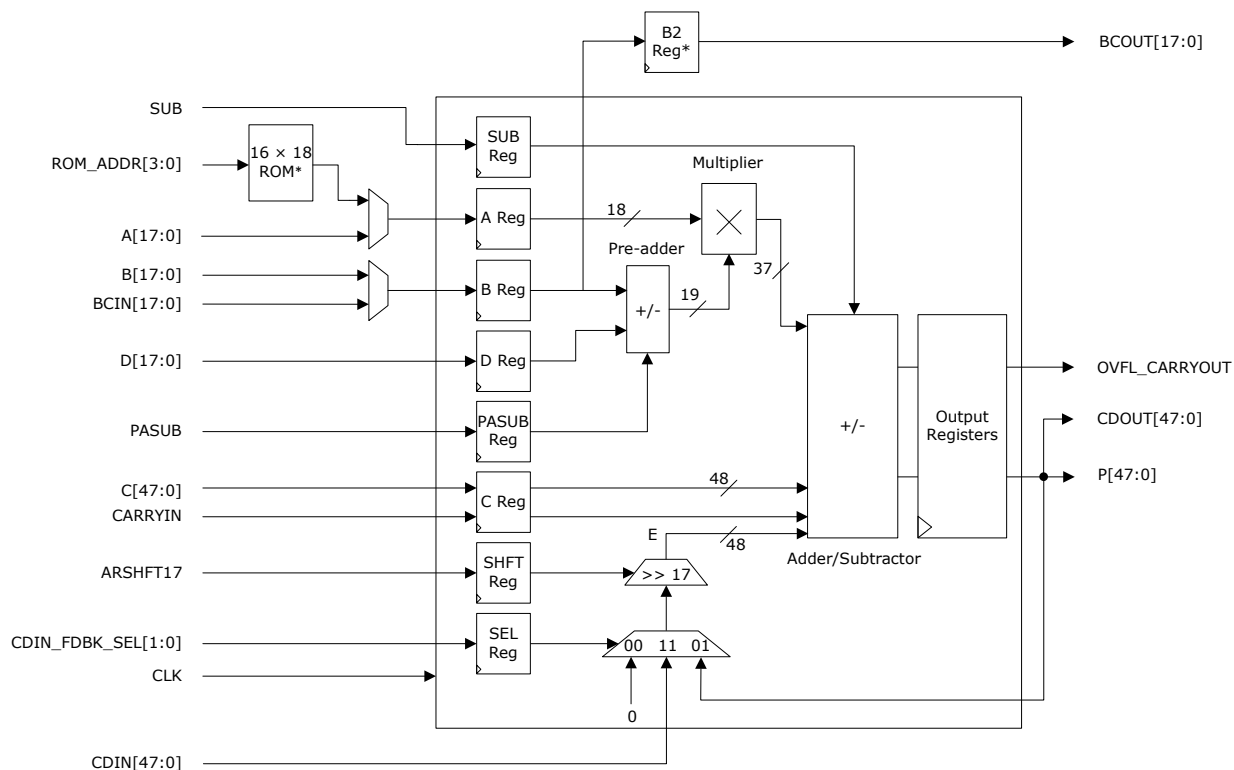 B2
Reg*
BCOUT[17:0]
SUB
SUB
Reg
ROM_ADDR[3:0]
16 × 18
ROM*
Multiplier
A[17:0]
A Reg
18
Pre-adder
37
B[17:0]
BCIN[17:0]
B Reg
+/-
19
D[17:0]
D Reg
OVFL_CARRYOUT
PASUB
PASUB
Reg
+/-
Output
Registers
CDOUT[47:0]
C[47:0]
CARRYIN
C Reg
48
P[47:0]
E
48
Adder/Subtractor
ARSHFT17
SHFT
Reg
>> 17
CDIN_FDBK_SEL[1:0]
SEL
Reg
00 11 01
CLK
0
CDIN[47:0]